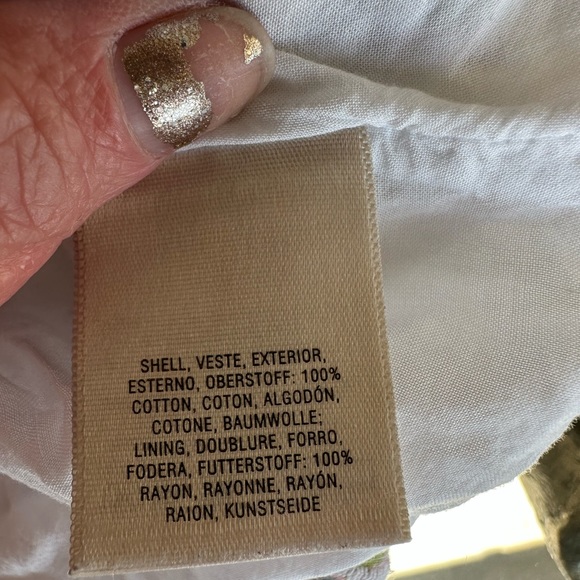 SHELL, VESTE, EXTERIOR,
ESTERNO, OBERSTOFF: 100%
COTTON, COTON, ALGODÓN,
COTONE, BAUMWOLLE;
LINING, DOUBLURE, FORRO,
FODERA, FUTTERSTOFF: 100%
RAYON, RAYONNE, RAYÓN,
RAION, KUNSTSEIDE